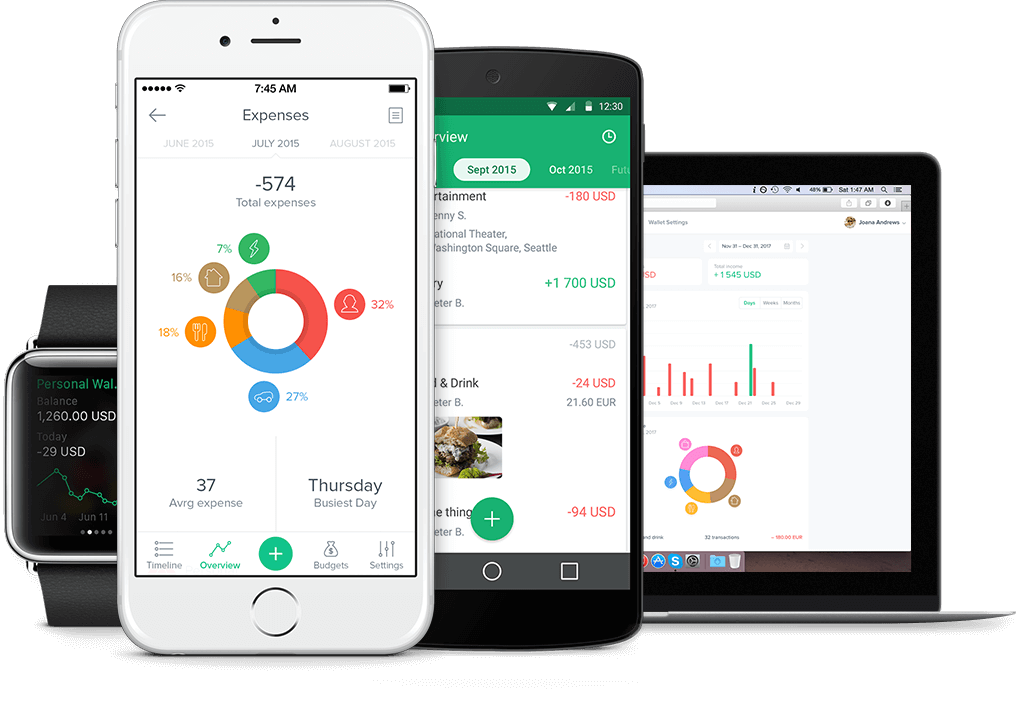 7:45 AM
Expenses
JUNE 2015
JULY 2015
AUGUST 2015
-574
Total expenses
7%
16%
32%
18%
27%
37
Avrg expense
Thursday
Busiest Day
Timeline
Overview
Budgets
Settings
Personal Wal.
Balance
1,260.00 USD
Today
-29 USD
Jun 4
Jun 11
12:30
rview
Sept 2015
Oct 2015
Futu
rtainment
-180 USD
enny S.
ational Theater,
Washington Square, Seattle
ry
+1 700 USD
eter B.
-453 USD
d & Drink
-24 USD
eter B.
21.60 EUR
ne thing
-94 USD
eter B.
48%
Sat 1:47 AM
Wallet Settings
Joana Andrews
Nov 31 – Dec 31, 2017
SD
Total income
+ 1 545 USD
2017
Days
Weeks
Months
Dec 5
Dec 9
Dec 13
Dec 17
Dec 21
Dec 25
Dec 29
2017
nd drink
32 transactions
– 180.00 EUR